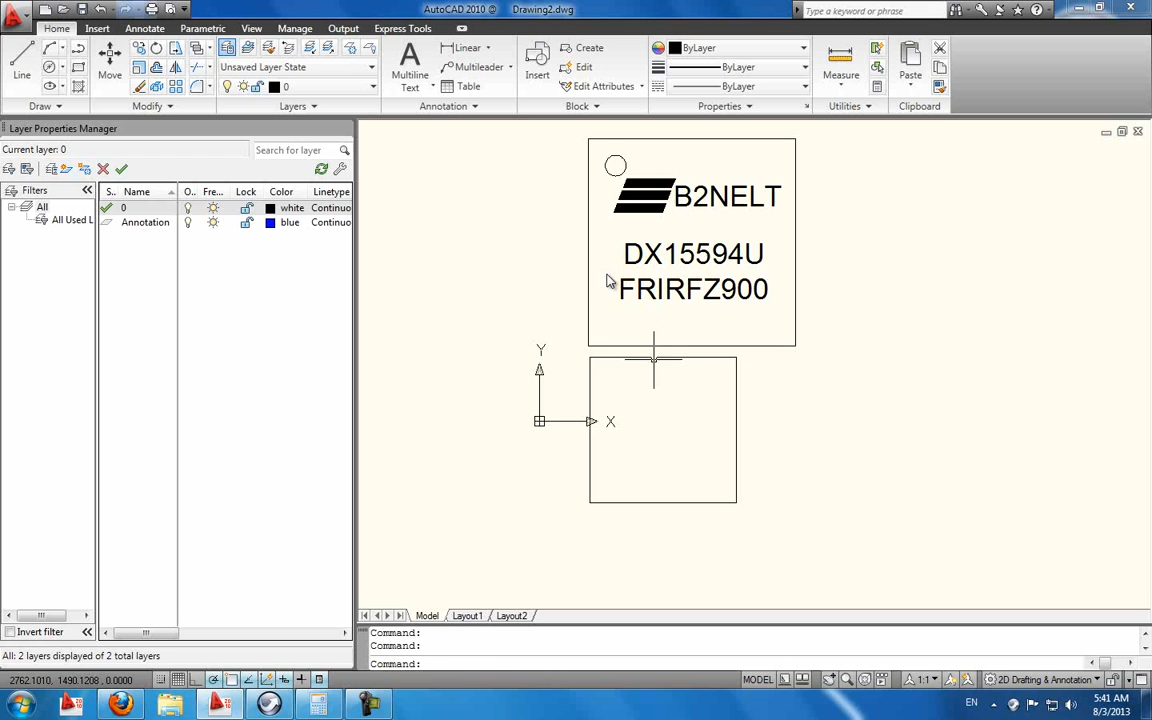 AutoCAD 2010 Drawing2.dwg
Type a keyword or phrase
Home Insert Annotate Parametric View Manage Output Express Tools
Linear Create ByLayer
Unsaved Layer State Multileader Edit ByLayer
Line Move Multiline Text Insert Measure Paste
0 Table Edit Attributes ByLayer
Draw Modify Layers Annotation Block Properties Utilities Clipboard
Layer Properties Manager
Current layer: 0 Search for layer
Filters S.. Name O.. Fre... Lock Color Linetype
All 0 white Continuo
All Used L Annotation blue Continuo
B2NELT
DX15594U
FRIRFZ900
Y
X
Model Layout1 Layout2
Invert filter
Command:
Command:
All: 2 layers displayed of 2 total layers
Command:
2762.1010, 1490.1208, 0.0000 MODEL 1:1 2D Drafting & Annotation
EN 5:41 AM
8/3/2013